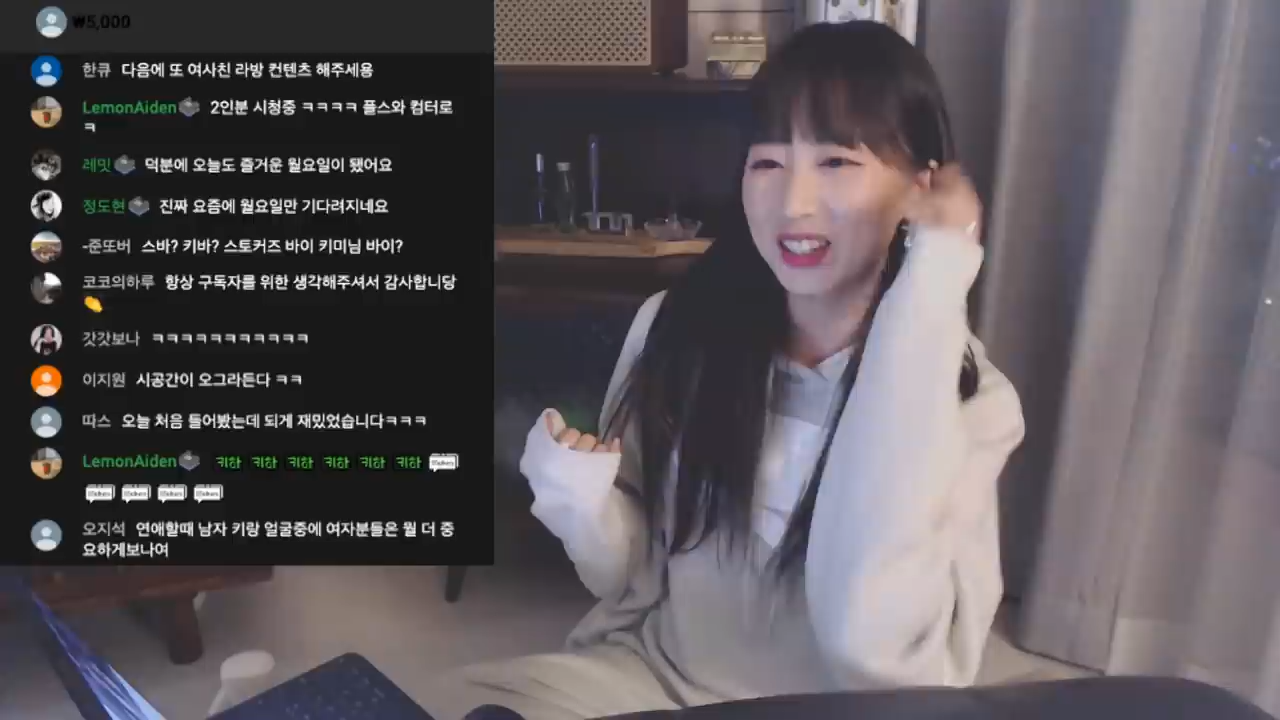 ₩5,000
한큐 다음에 또 여사친 라방 컨텐츠 해주세용
LemonAiden 2인분 시청중 ㅋㅋㅋㅋ 플스와 컴터로
ㅋ
레밋 덕분에 오늘도 즐거운 월요일이 됐어요
정도현 진짜 요즘에 월요일만 기다려지네요
-준또버 스바? 키바? 스토커즈 바이 키미님 바이?
코코의하루 항상 구독자를 위한 생각해주셔서 감사합니당
갓갓보나 ㅋㅋㅋㅋㅋㅋㅋㅋㅋㅋㅋ
이지원 시공간이 오그라든다 ㅋㅋ
따스 오늘 처음 들어봤는데 되게 재밌었습니다ㅋㅋㅋ
LemonAiden 키하 키하 키하 키하 키하 키하
오지석 연애할때 남자 키랑 얼굴중에 여자분들은 뭘 더 중
요하게보나여